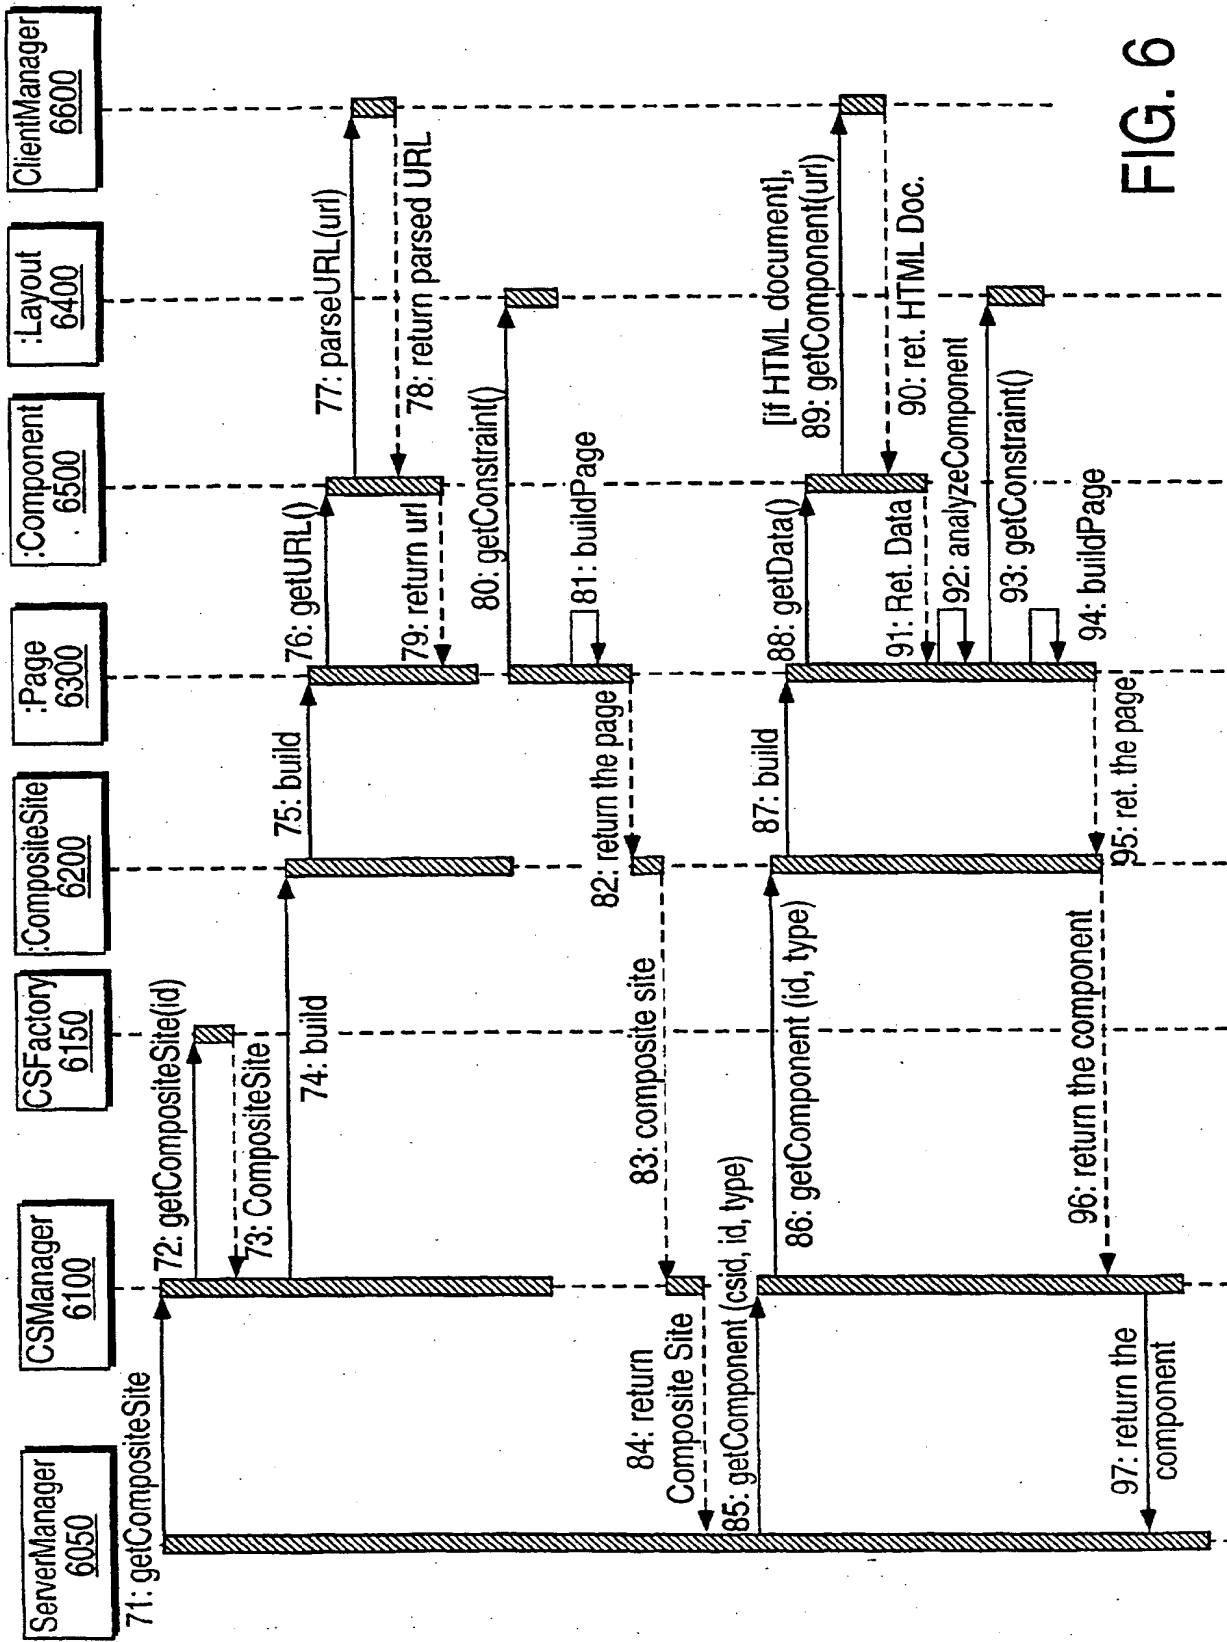 ServerManager
6050
CSManager
6100
CSFactory
6150
:CompositeSite
6200
:Page
6300
:Component
6500
:Layout
6400
ClientManager
6600
71: getCompositeSite
72: getCompositeSite(id)
73: CompositeSite
74: build
75: build
76: getURL()
77: parseURL(url)
78: return parsed URL
79: return url
80: getConstraint()
81: buildPage
82: return the page
83: composite site
84: return
Composite Site
85: getComponent (csid, id, type)
86: getComponent (id, type)
87: build
88: getData()
[if HTML document],
89: getComponent(url)
90: ret. HTML Doc.
91: Ret. Data
92: analyzeComponent
93: getConstraint()
94: buildPage
95: ret. the page
96: return the component
97: return the
component
FIG. 6